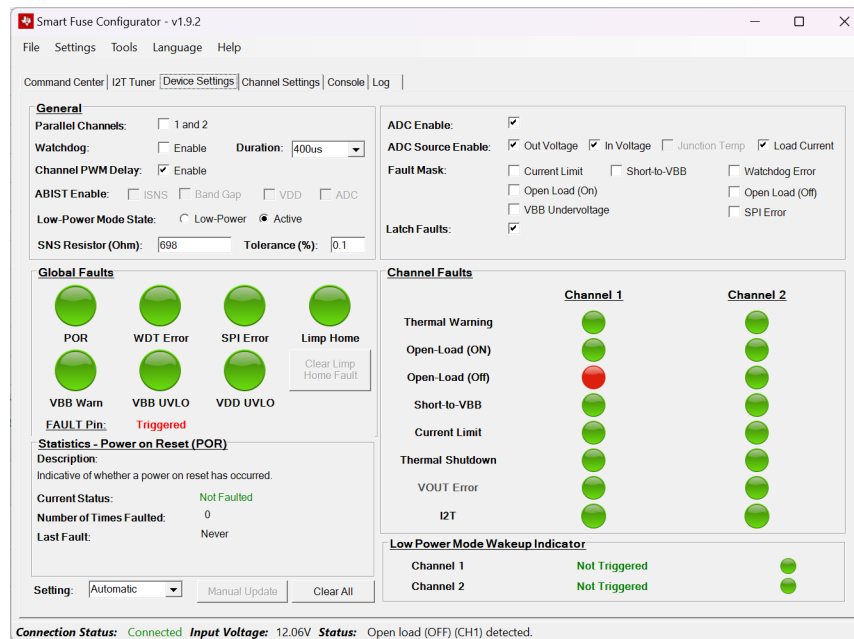 Smart Fuse Configurator - v1.9.2
File Settings Tools Language Help
Command Center I2T Tuner Device Settings Channel Settings Console Log
General
Parallel Channels: 1 and 2
Watchdog: Enable Duration: 400us
Channel PWM Delay: Enable
ABIST Enable: ISNS Band Gap VDD ADC
Low-Power Mode State: Low-Power Active
SNS Resistor (Ohm): 698 Tolerance (%): 0.1
ADC Enable:
ADC Source Enable: Out Voltage In Voltage Junction Temp Load Current
Fault Mask: Current Limit Short-to-VBB Watchdog Error
Open Load (On) Open Load (Off)
VBB Undervoltage SPI Error
Latch Faults:
Global Faults
POR WDT Error SPI Error Limp Home
Clear Limp
Home Fault
VBB Warn VBB UVLO VDD UVLO
FAULT Pin: Triggered
Statistics - Power on Reset (POR)
Description:
Indicative of whether a power on reset has occurred.
Current Status: Not Faulted
Number of Times Faulted: 0
Last Fault: Never
Setting: Automatic Manual Update Clear All
Channel Faults
Channel 1 Channel 2
Thermal Warning
Open-Load (ON)
Open-Load (Off)
Short-to-VBB
Current Limit
Thermal Shutdown
VOUT Error
I2T
Low Power Mode Wakeup Indicator
Channel 1 Not Triggered
Channel 2 Not Triggered
Connection Status: Connected Input Voltage: 12.06V Status: Open load (OFF) (CH1) detected.